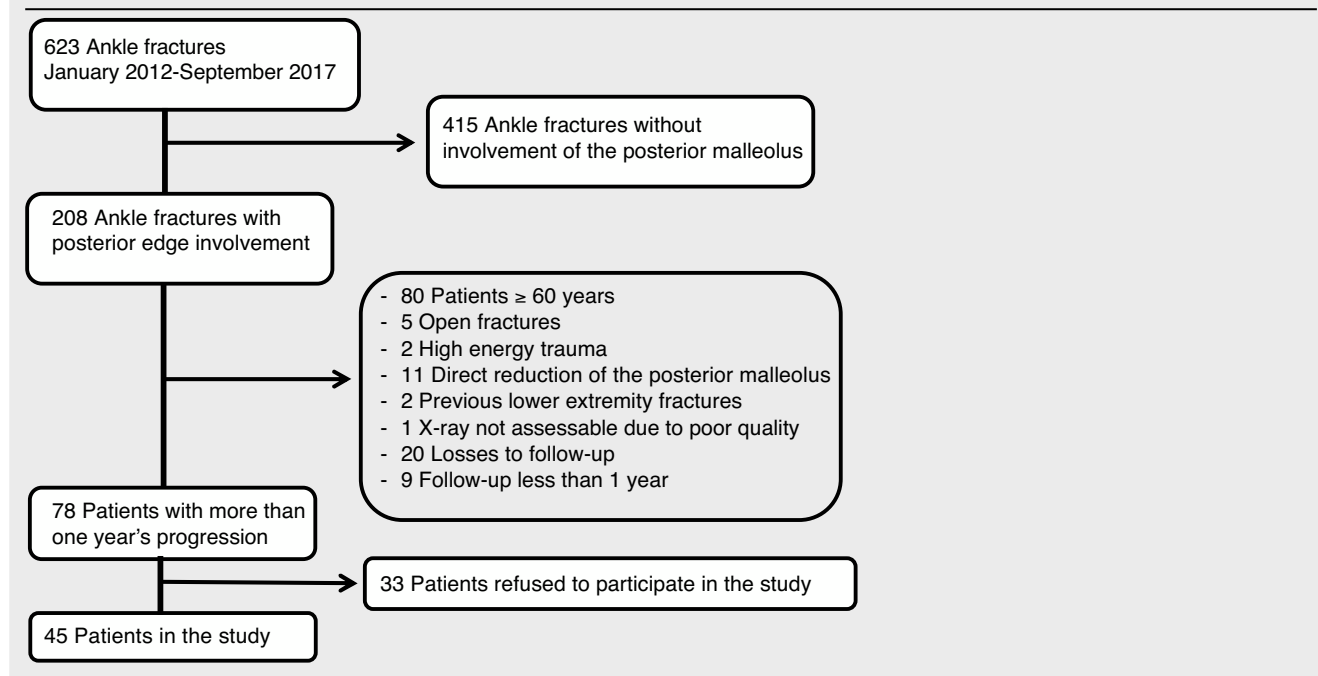 623 Ankle fractures
January 2012-September 2017
415 Ankle fractures without
involvement of the posterior malleolus
208 Ankle fractures with
posterior edge involvement
- 80 Patients ≥ 60 years
- 5 Open fractures
- 2 High energy trauma
- 11 Direct reduction of the posterior malleolus
- 2 Previous lower extremity fractures
- 1 X-ray not assessable due to poor quality
- 20 Losses to follow-up
- 9 Follow-up less than 1 year
78 Patients with more than
one year's progression
33 Patients refused to participate in the study
45 Patients in the study